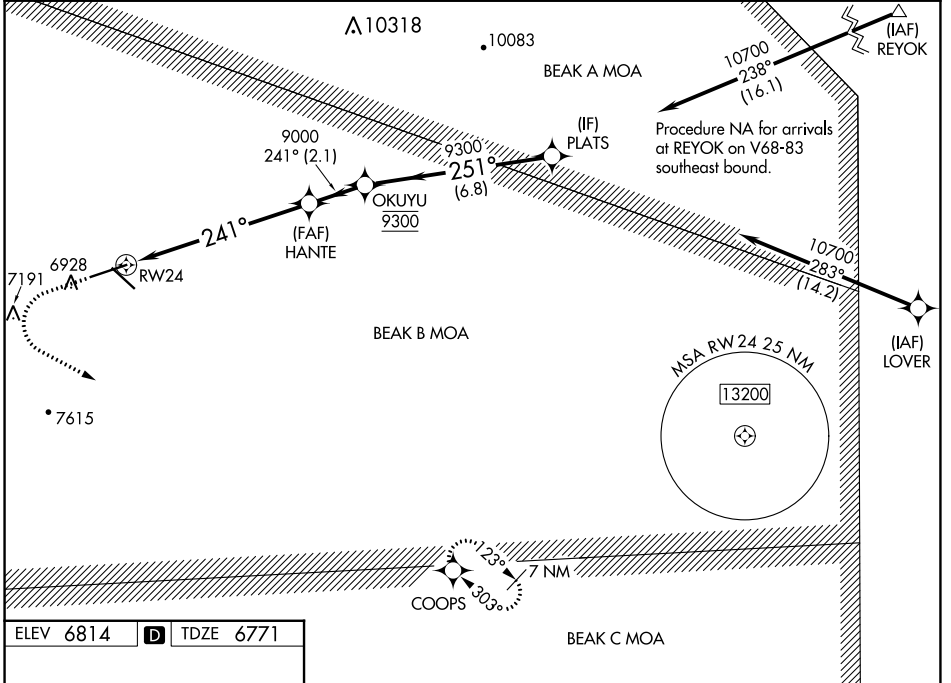 10318
10083
BEAK A MOA
(IAF)
REYOK
10700
238°
(16.1)
Procedure NA for arrivals
at REYOK on V68-83
southeast bound.
(IF)
PLATS
9300
251°
(6.8)
9000
241° (2.1)
OKUYU
9300
(FAF)
HANTE
241°
RW24
6928
7191
7615
10700
283°
(14.2)
(IAF)
LOVER
BEAK B MOA
MSA RW24 25 NM
13200
123°
7 NM
303°
COOPS
BEAK C MOA
ELEV 6814 D TDZE 6771